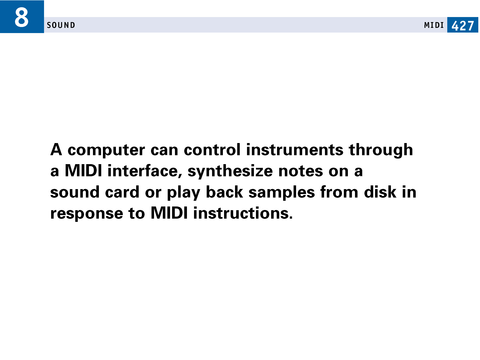 8
SOUND
MIDI 427
A computer can control instruments through
a MIDI interface, synthesize notes on a
sound card or play back samples from disk in
response to MIDI instructions.